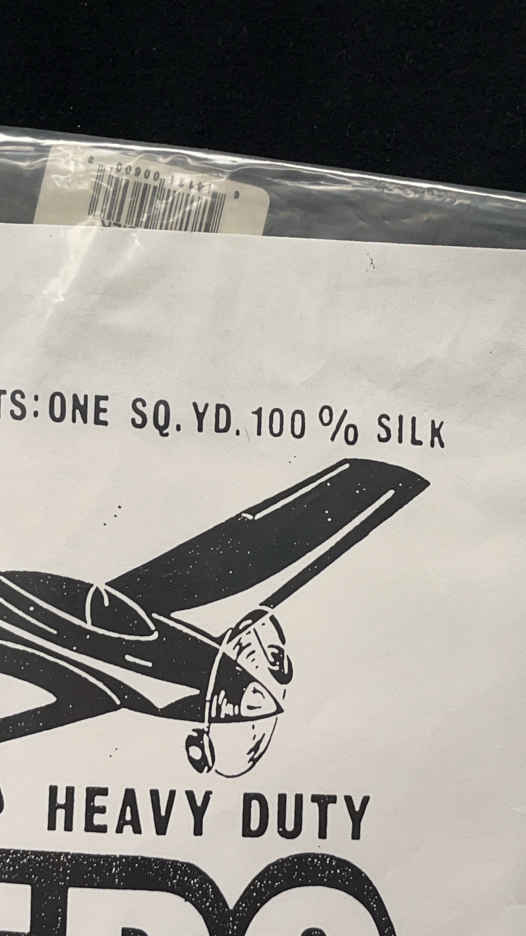 TS: ONE SQ. YD. 100% SILK
HEAVY DUTY